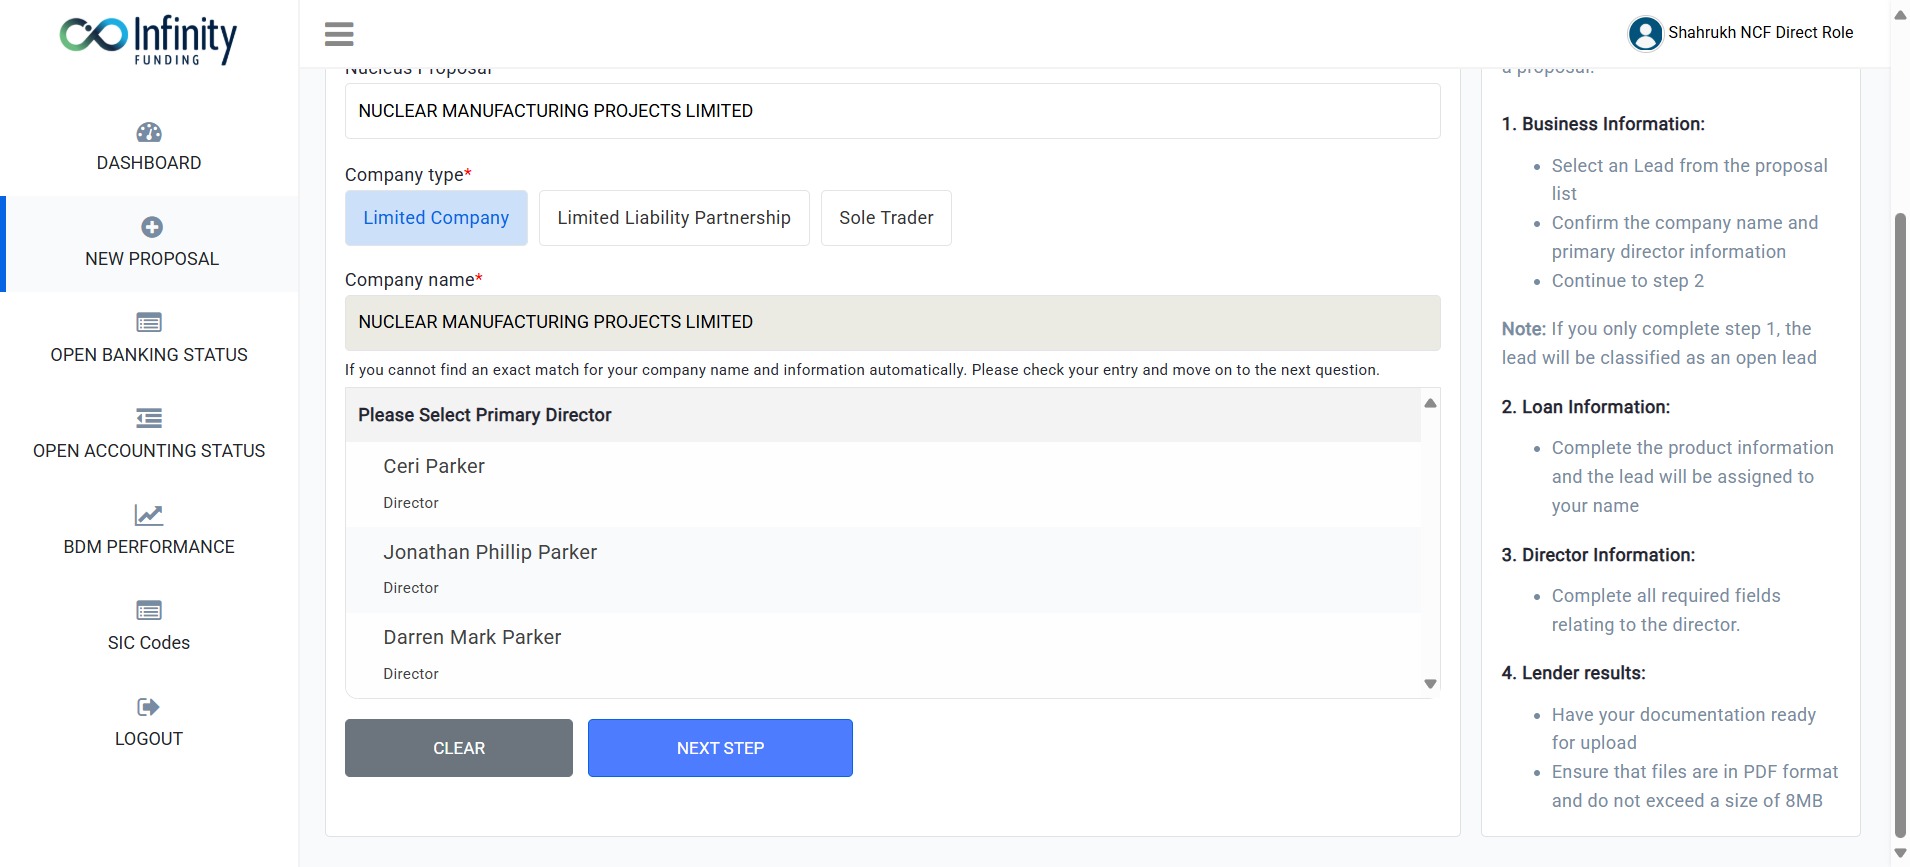 Infinity
FUNDING
DASHBOARD
NEW PROPOSAL
OPEN BANKING STATUS
OPEN ACCOUNTING STATUS
BDM PERFORMANCE
SIC Codes
LOGOUT
Shahrukh NCF Direct Role
Nucleus Proposal
NUCLEAR MANUFACTURING PROJECTS LIMITED
Company type*
Limited Company
Limited Liability Partnership
Sole Trader
Company name*
NUCLEAR MANUFACTURING PROJECTS LIMITED
If you cannot find an exact match for your company name and information automatically. Please check your entry and move on to the next question.
Please Select Primary Director
Ceri Parker
Director
Jonathan Phillip Parker
Director
Darren Mark Parker
Director
CLEAR
NEXT STEP
a proposal.
1. Business Information:
• Select an Lead from the proposal
list
• Confirm the company name and
primary director information
• Continue to step 2
Note: If you only complete step 1, the
lead will be classified as an open lead
2. Loan Information:
• Complete the product information
and the lead will be assigned to
your name
3. Director Information:
• Complete all required fields
relating to the director.
4. Lender results:
• Have your documentation ready
for upload
• Ensure that files are in PDF format
and do not exceed a size of 8MB